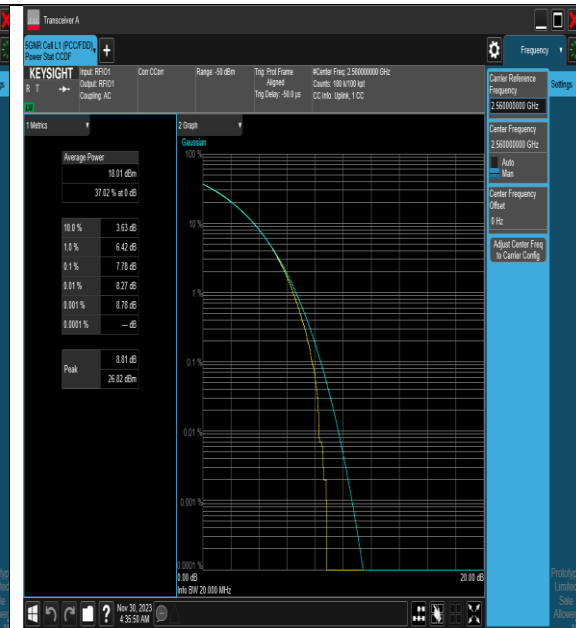 Transceiver A
5GNR Cell L1 (PCC/FDD),
Power Stat CCDF
Frequency
KEYSIGHT
R T
Input: RFIO1
Output: RFIO1
Coupling: AC
Corr CCorr
Range: -50 dBm
Trig: Prot Frame
Aligned
Trig Delay: -50.0 µs
#Center Freq: 2.560000000 GHz
Counts: 100 k/100 kpt
CC Info: Uplink, 1 CC
Carrier Reference
Frequency
2.560000000 GHz
Settings
Center Frequency
2.560000000 GHz
Auto
Man
Center Frequency
Offset
0 Hz
Adjust Center Freq
to Carrier Config
1 Metrics
Average Power
18.01 dBm
37.02 % at 0 dB
10.0 % 3.63 dB
1.0 % 6.42 dB
0.1 % 7.78 dB
0.01 % 8.27 dB
0.001 % 8.78 dB
0.0001 % --- dB
Peak
8.81 dB
26.82 dBm
2 Graph
Gaussian
100 %
10 %
1 %
0.1 %
0.01 %
0.001 %
0.0001 %
0.00 dB
20.00 dB
Info BW 20.000 MHz
Nov 30, 2023
4:35:50 AM